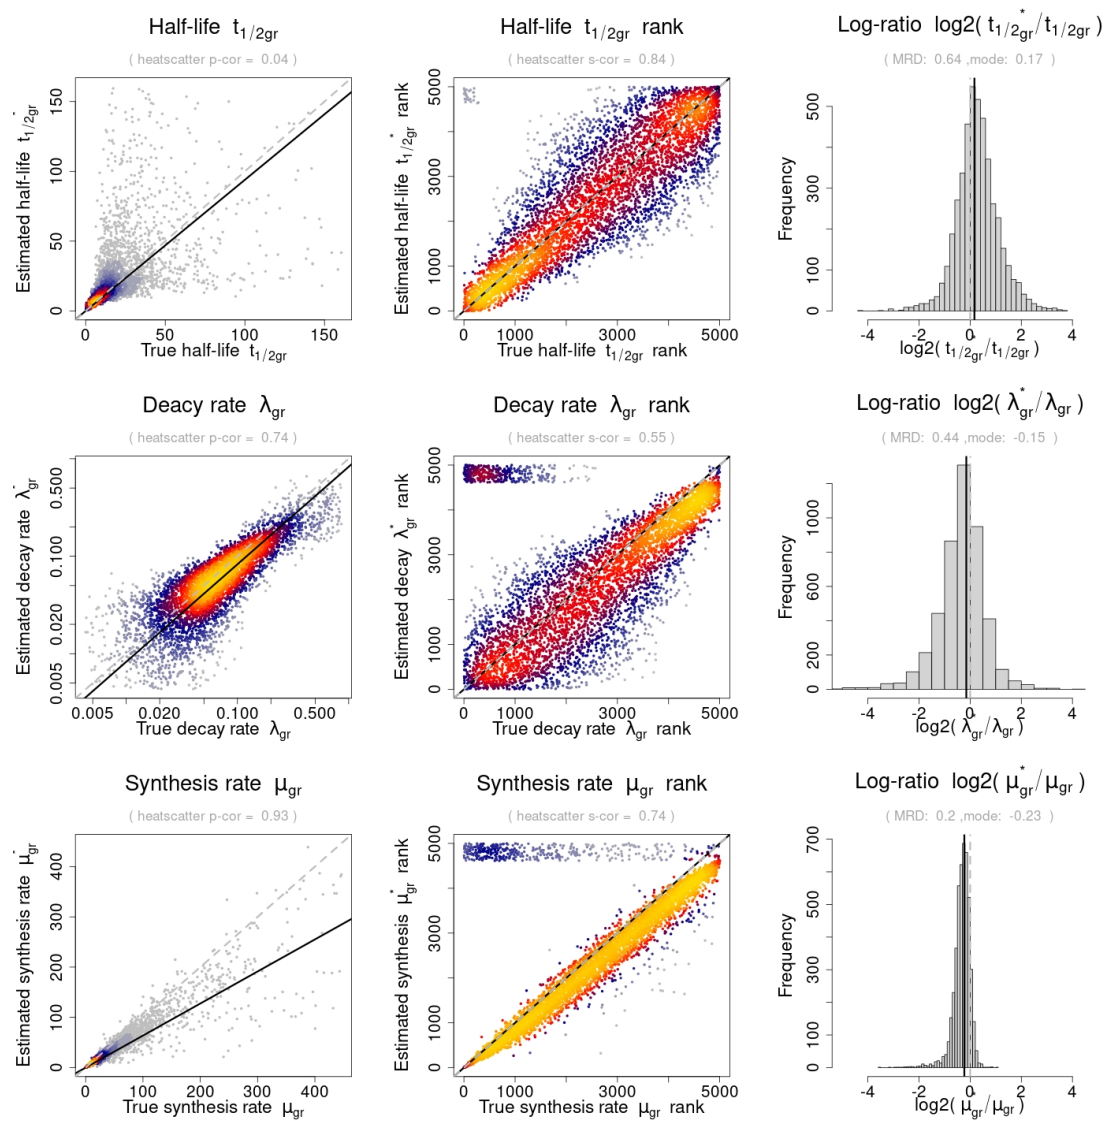 Half-life t1/2gr
( heatscatter p-cor = 0.04 )
Estimated half-life t*1/2gr
150
100
50
0
0 50 100 150
True half-life t1/2gr
Half-life t1/2gr rank
( heatscatter s-cor = 0.84 )
Estimated half-life t*1/2gr rank
5000
3000
1000
0
0 1000 3000 5000
True half-life t1/2gr rank
Log-ratio log2( t*1/2gr/t1/2gr )
( MRD: 0.64 ,mode: 0.17 )
Frequency
500
300
100
0
-4 -2 0 2 4
log2( t1/2gr/t1/2gr )
Deacy rate λgr
( heatscatter p-cor = 0.74 )
Estimated decay rate λ*gr
0.500
0.100
0.020
0.005
0.005 0.020 0.100 0.500
True decay rate λgr
Decay rate λgr rank
( heatscatter s-cor = 0.55 )
Estimated decay λ*gr rank
5000
3000
1000
0
0 1000 3000 5000
True decay rate λgr rank
Log-ratio log2( λ*gr/λgr )
( MRD: 0.44 ,mode: -0.15 )
Frequency
1000
600
200
0
-4 -2 0 2 4
log2( λgr/λgr )
Synthesis rate μgr
( heatscatter p-cor = 0.93 )
Estimated synthesis rate μ*gr
400
300
200
100
0
0 100 200 300 400
True synthesis rate μgr
Synthesis rate μgr rank
( heatscatter s-cor = 0.74 )
Estimated synthesis μ*gr rank
5000
3000
1000
0
0 1000 3000 5000
True synthesis rate μgr rank
Log-ratio log2( μ*gr/μgr )
( MRD: 0.2 ,mode: -0.23 )
Frequency
700
500
300
100
0
-4 -2 0 2 4
log2( μgr/μgr )